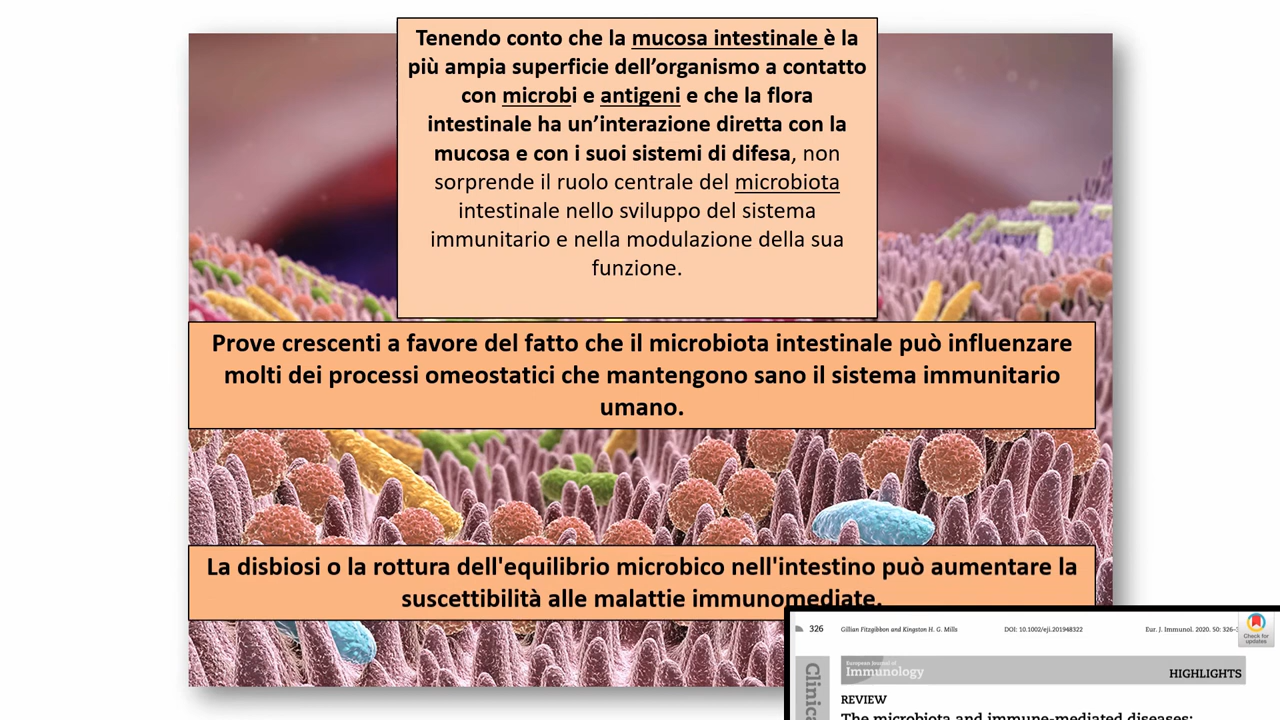 Tenendo conto che la mucosa intestinale è la
più ampia superficie dell’organismo a contatto
con microbi e antigeni e che la flora
intestinale ha un’interazione diretta con la
mucosa e con i suoi sistemi di difesa, non
sorprende il ruolo centrale del microbiota
intestinale nello sviluppo del sistema
immunitario e nella modulazione della sua
funzione.
Prove crescenti a favore del fatto che il microbiota intestinale può influenzare
molti dei processi omeostatici che mantengono sano il sistema immunitario
umano.
La disbiosi o la rottura dell'equilibrio microbico nell'intestino può aumentare la
suscettibilità alle malattie immunomediate.
326 Gillian Fitzgibbon and Kingston H. G. Mills DOI: 10.1002/eji.201948322 Eur. J. Immunol. 2020. 50: 326-
Check for
updates
European Journal of
Immunology
HIGHLIGHTS
REVIEW
The microbiota and immune-mediated diseases: